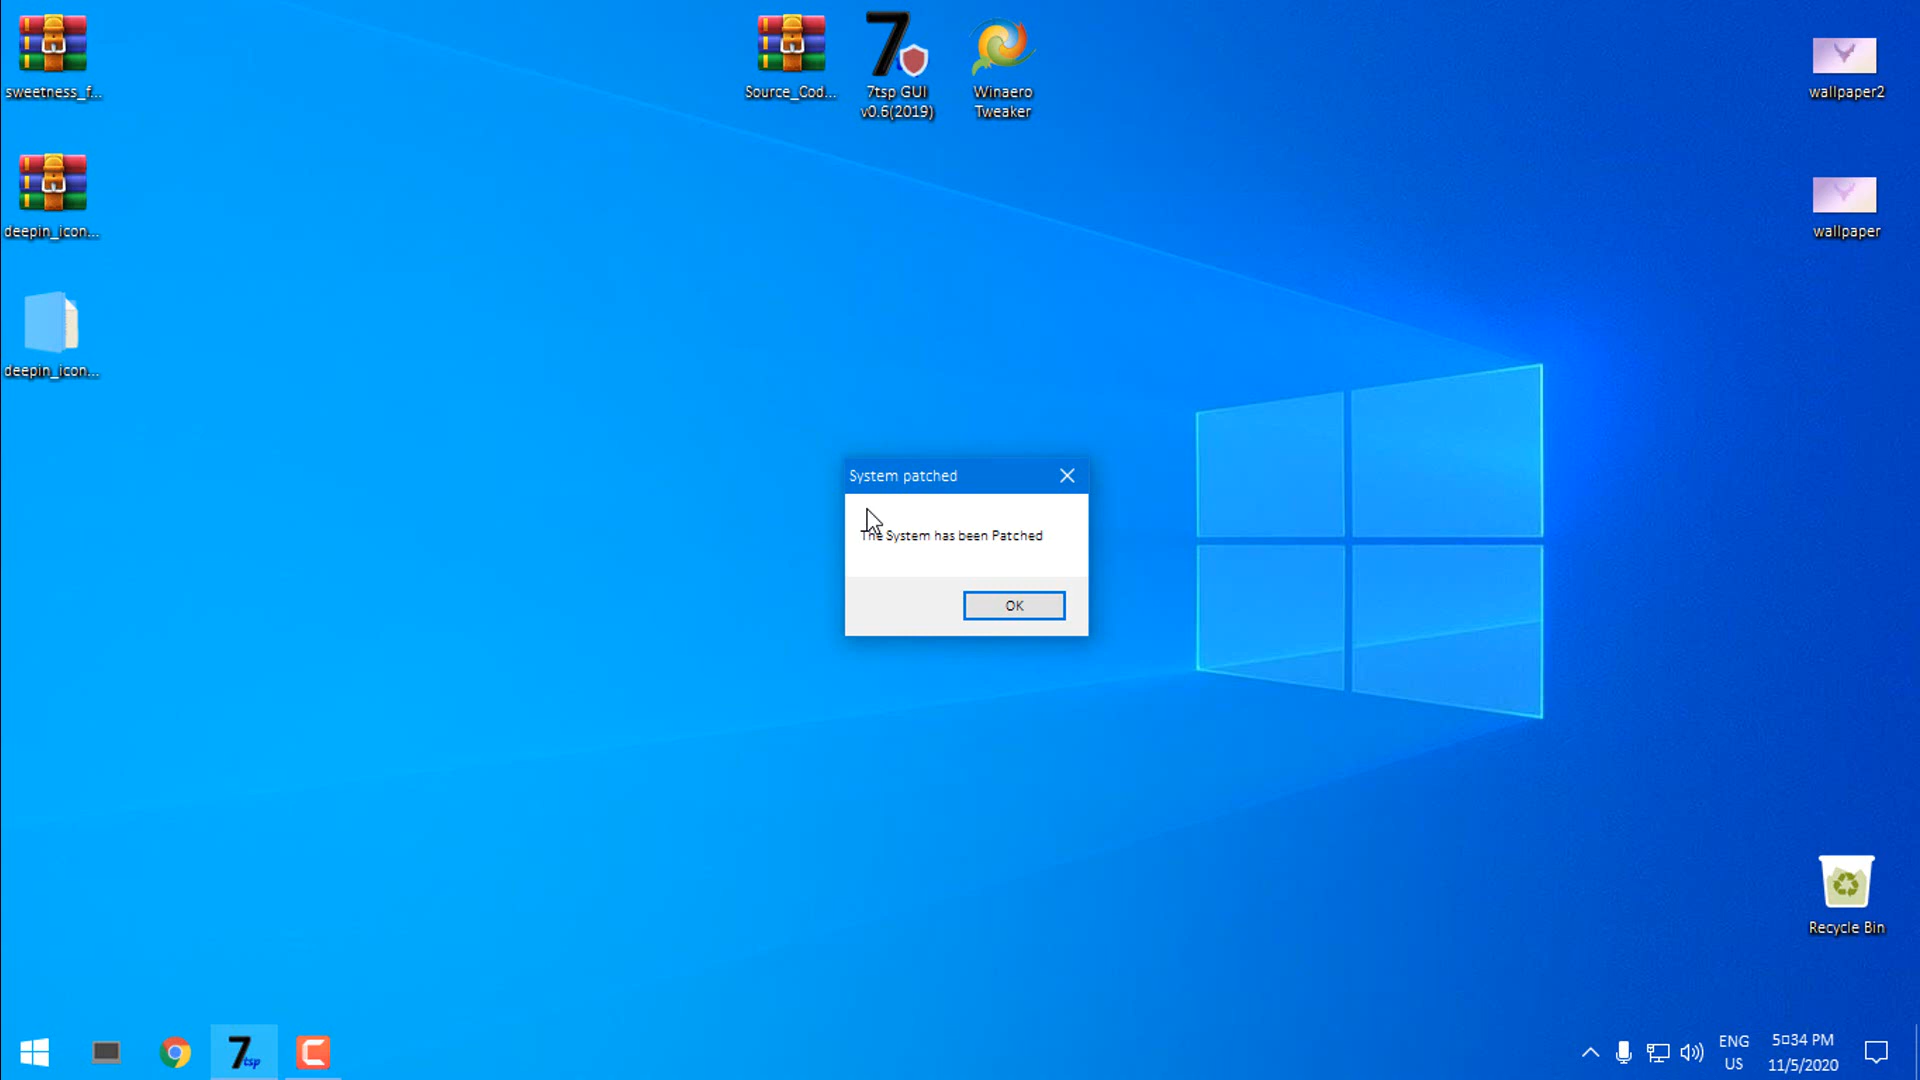 sweetness_f...
Source_Cod...
7tsp GUI
v0.6(2019)
Winaero
Tweaker
wallpaper2
deepin_icon...
wallpaper
deepin_icon...
System patched
The System has been Patched
OK
Recycle Bin
7tsp
ENG
US
5□34 PM
11/5/2020